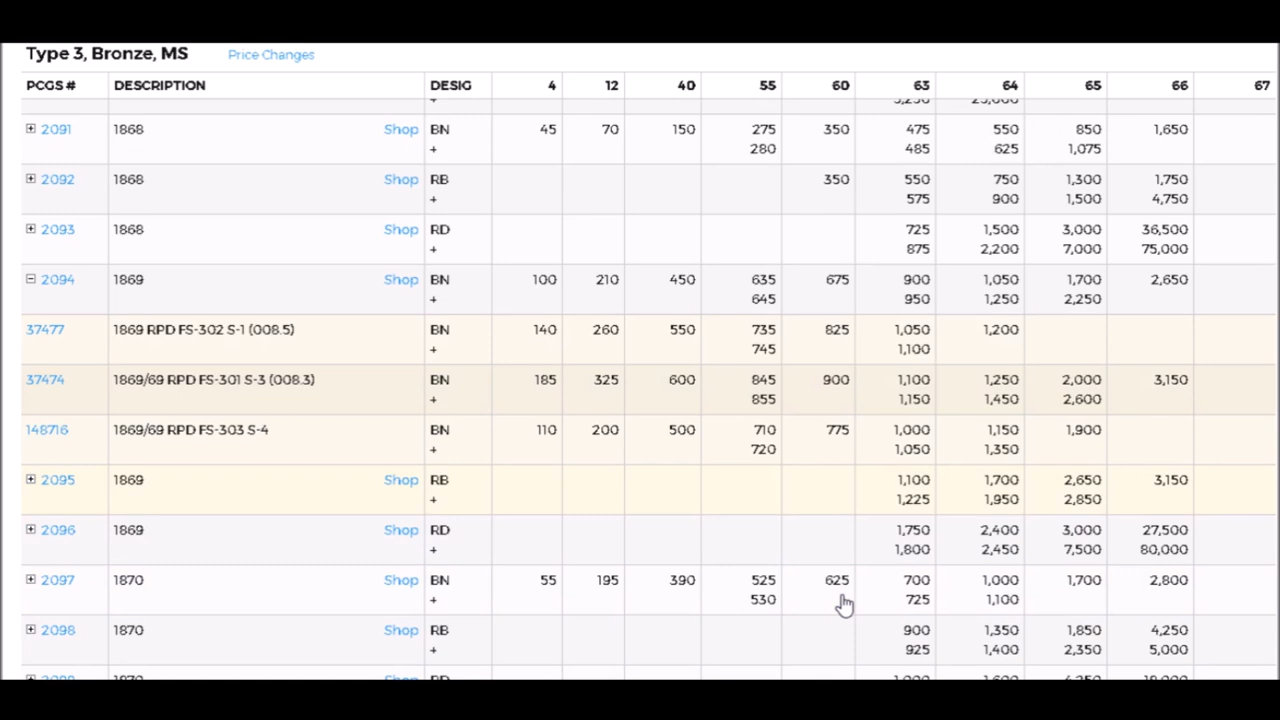 Type 3, Bronze, MS Price Changes
PCGS # DESCRIPTION DESIG 4 12 40 55 60 63 64 65 66 67
+
2091 1868 Shop BN 45 70 150 275 350 475 550 850 1,650
+ 280 485 625 1,075
2092 1868 Shop RB 350 550 750 1,300 1,750
+ 575 900 1,500 4,750
2093 1868 Shop RD 725 1,500 3,000 36,500
+ 875 2,200 7,000 75,000
2094 1869 Shop BN 100 210 450 635 675 900 1,050 1,700 2,650
+ 645 950 1,250 2,250
37477 1869 RPD FS-302 S-1 (008.5) BN 140 260 550 735 825 1,050 1,200
+ 745 1,100
37474 1869/69 RPD FS-301 S-3 (008.3) BN 185 325 600 845 900 1,100 1,250 2,000 3,150
+ 855 1,150 1,450 2,600
148716 1869/69 RPD FS-303 S-4 BN 110 200 500 710 775 1,000 1,150 1,900
+ 720 1,050 1,350
2095 1869 Shop RB 1,100 1,700 2,650 3,150
+ 1,225 1,950 2,850
2096 1869 Shop RD 1,750 2,400 3,000 27,500
+ 1,800 2,450 7,500 80,000
2097 1870 Shop BN 55 195 390 525 625 700 1,000 1,700 2,800
+ 530 725 1,100
2098 1870 Shop RB 900 1,350 1,850 4,250
+ 925 1,400 2,350 5,000